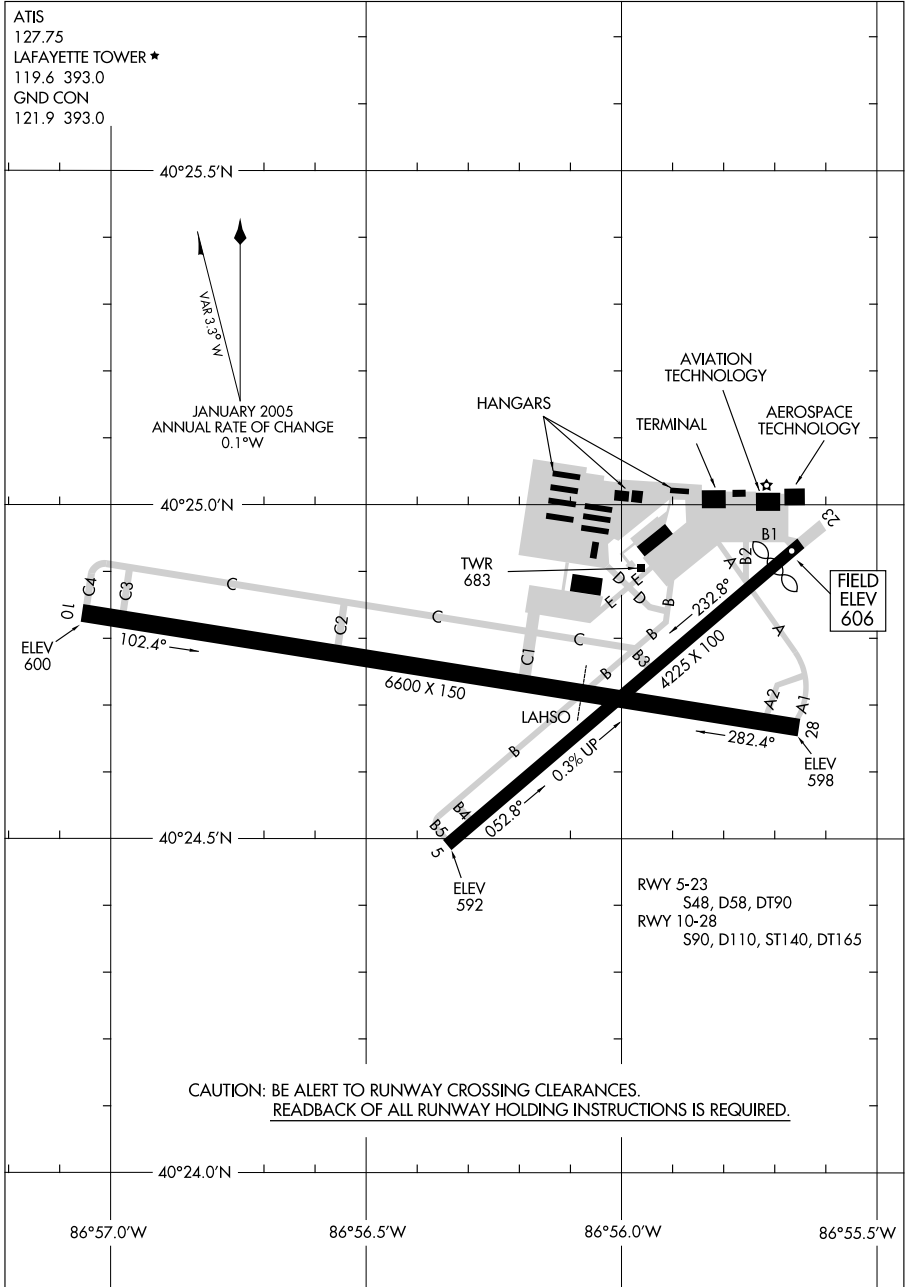 ATIS
127.75
LAFAYETTE TOWER ★
119.6 393.0
GND CON
121.9 393.0
40°25.5'N
VAR 3.3° W
JANUARY 2005
ANNUAL RATE OF CHANGE
0.1°W
AVIATION
TECHNOLOGY
HANGARS
TERMINAL
AEROSPACE
TECHNOLOGY
40°25.0'N
23
B1
A
B2
TWR
683
FIELD
ELEV
606
D
E
E
D
B
232.8°
C4
C3
C
10
ELEV
600
102.4°
C2
C
C1
C
B
B3
B
4225 X 100
A
6600 X 150
LAHSO
A2
A1
28
282.4°
ELEV
598
B
0.3% UP
052.8°
B4
B5
5
40°24.5'N
ELEV
592
RWY 5-23
S48, D58, DT90
RWY 10-28
S90, D110, ST140, DT165
CAUTION: BE ALERT TO RUNWAY CROSSING CLEARANCES.
READBACK OF ALL RUNWAY HOLDING INSTRUCTIONS IS REQUIRED.
40°24.0'N
86°57.0'W
86°56.5'W
86°56.0'W
86°55.5'W